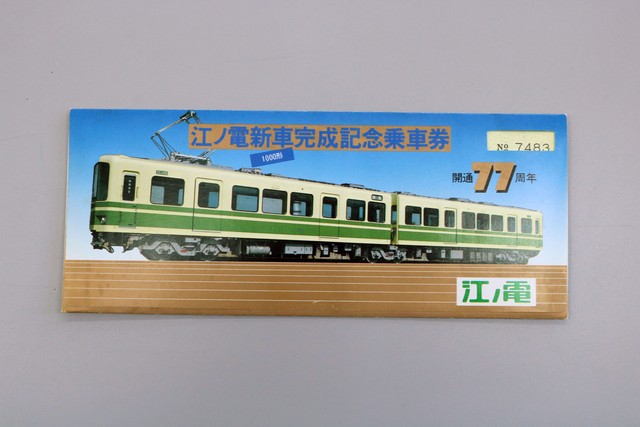 江ノ電新車完成記念乗車券
1000形
No 7483
開通77周年
江ノ電